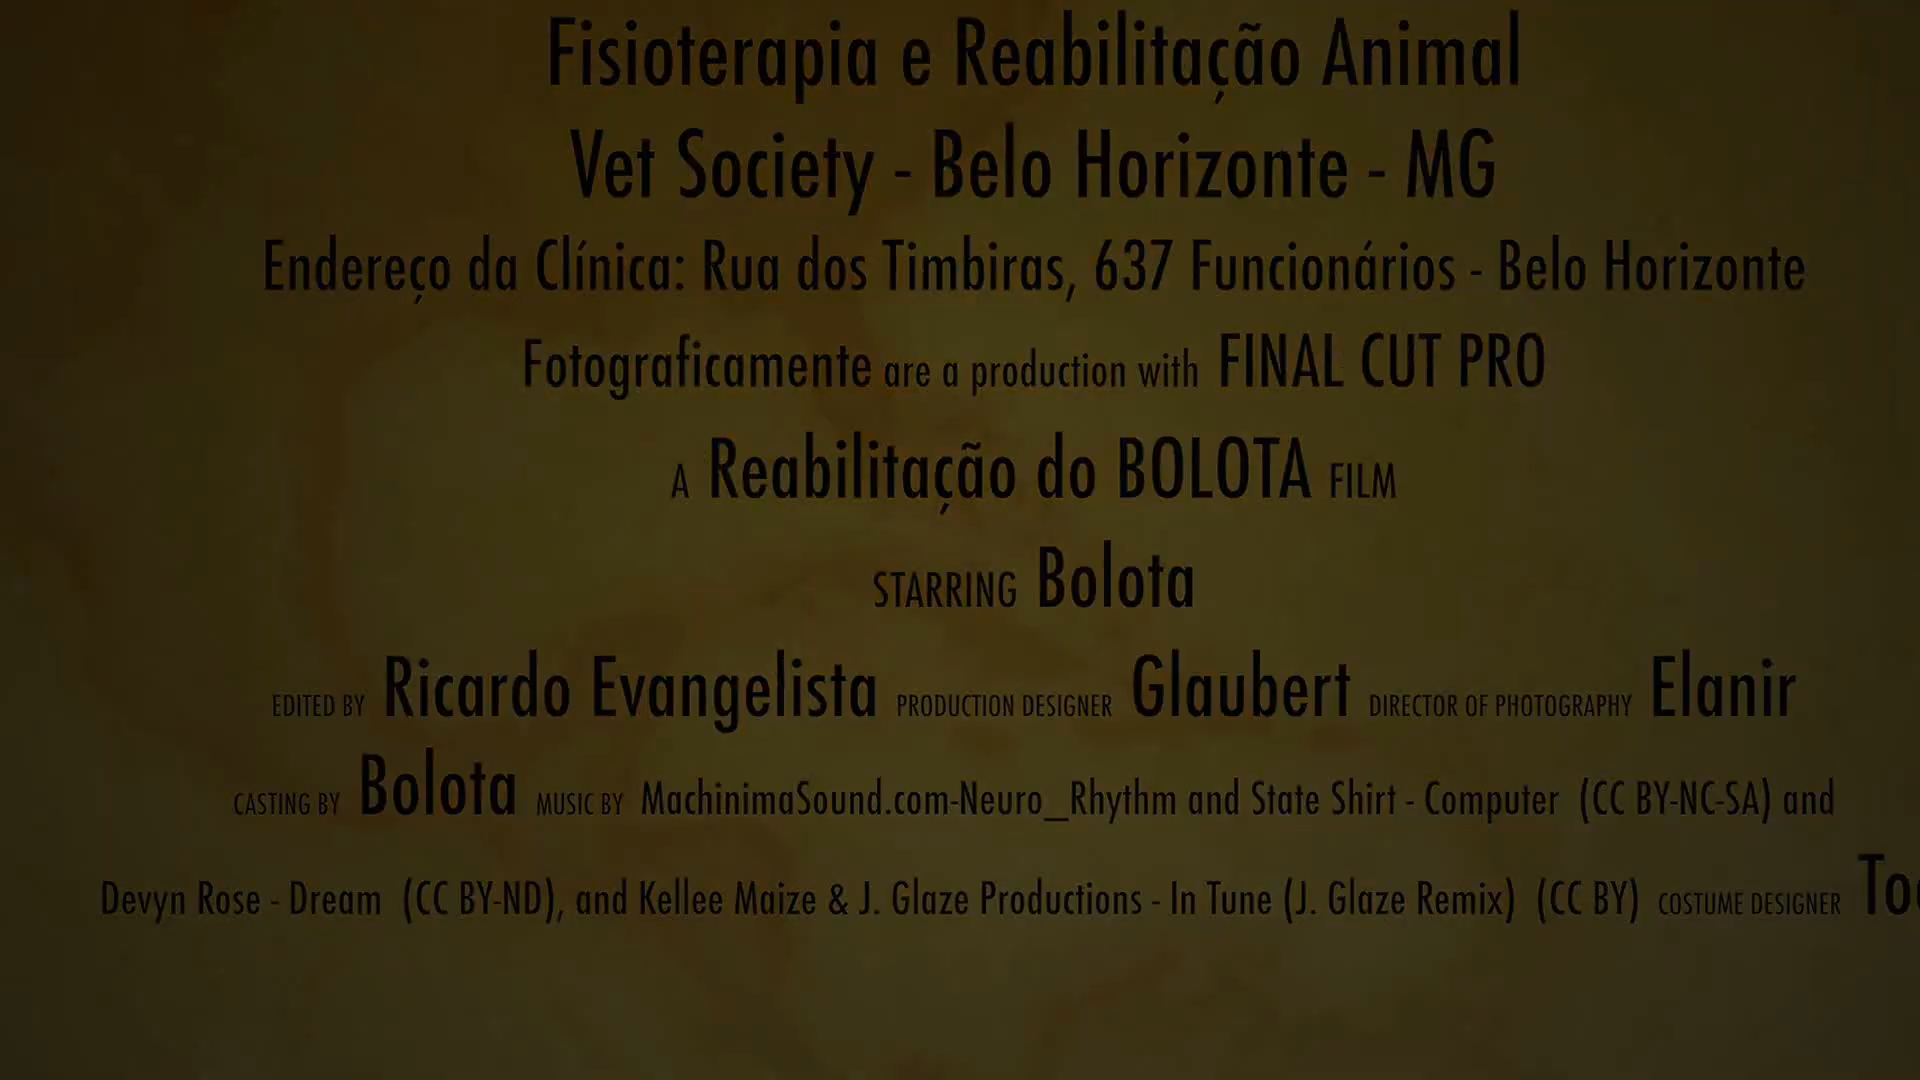 Fisioterapia e Reabilitação Animal
Vet Society - Belo Horizonte - MG
Endereço da Clínica: Rua dos Timbiras, 637 Funcionários - Belo Horizonte
Fotograficamente are a production with FINAL CUT PRO
A Reabilitação do BOLOTA FILM
STARRING Bolota
EDITED BY Ricardo Evangelista PRODUCTION DESIGNER Glaubert DIRECTOR OF PHOTOGRAPHY Elanir
CASTING BY Bolota MUSIC BY MachinimaSound.com-Neuro_Rhythm and State Shirt - Computer (CC BY-NC-SA) and
Devyn Rose - Dream (CC BY-ND), and Kellee Maize & J. Glaze Productions - In Tune (J. Glaze Remix) (CC BY) COSTUME DESIGNER